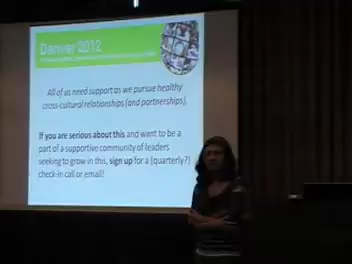 Denver 2012
All of us need support as we pursue healthy
cross-cultural relationships (and partnerships).
If you are serious about this and want to be a
part of a supportive community of leaders
seeking to grow in this, sign up for a (quarterly?)
check-in call or email!